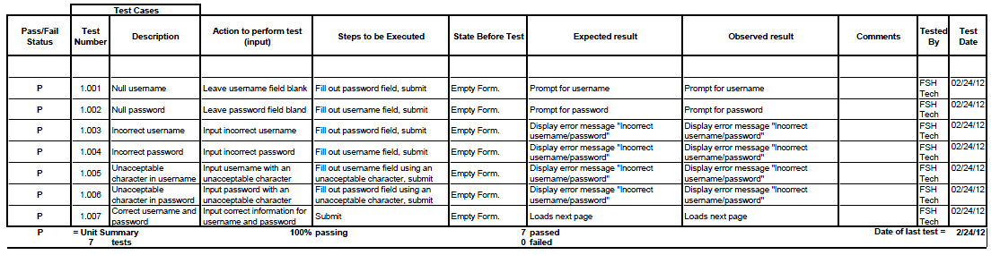 Test Cases
Pass/Fail Status Test Number Description Action to perform test (input) Steps to be Executed State Before Test Expected result Observed result Comments Tested By Test Date
P 1.001 Null username Leave username field blank Fill out password field, submit Empty Form. Prompt for username Prompt for username FSH Tech 02/24/12
P 1.002 Null password Leave password field bland Fill out username field, submit Empty Form. Prompt for password Prompt for password FSH Tech 02/24/12
P 1.003 Incorrect username Input incorrect username Fill out password field, submit Empty Form. Display error message "Incorrect username/password" Display error message "Incorrect username/password" FSH Tech 02/24/12
P 1.004 Incorrect password Input incorrect password Fill out username field, submit Empty Form. Display error message "Incorrect username/password" Display error message "Incorrect username/password" FSH Tech 02/24/12
P 1.005 Unacceptable character in username Input username with an unacceptable character Fill out username field using an unacceptable character, submit Empty Form. Display error message "Incorrect username/password" Display error message "Incorrect username/password" FSH Tech 02/24/12
P 1.006 Unacceptable character in password Input password with an unacceptable character Fill out password field using an unacceptable character, submit Empty Form. Display error message "Incorrect username/password" Display error message "Incorrect username/password" FSH Tech 02/24/12
P 1.007 Correct username and password Input correct information for username and password Submit Empty Form. Loads next page Loads next page FSH Tech 02/24/12
P = Unit Summary 100% passing 7 passed Date of last test = 2/24/12
7 tests 0 failed